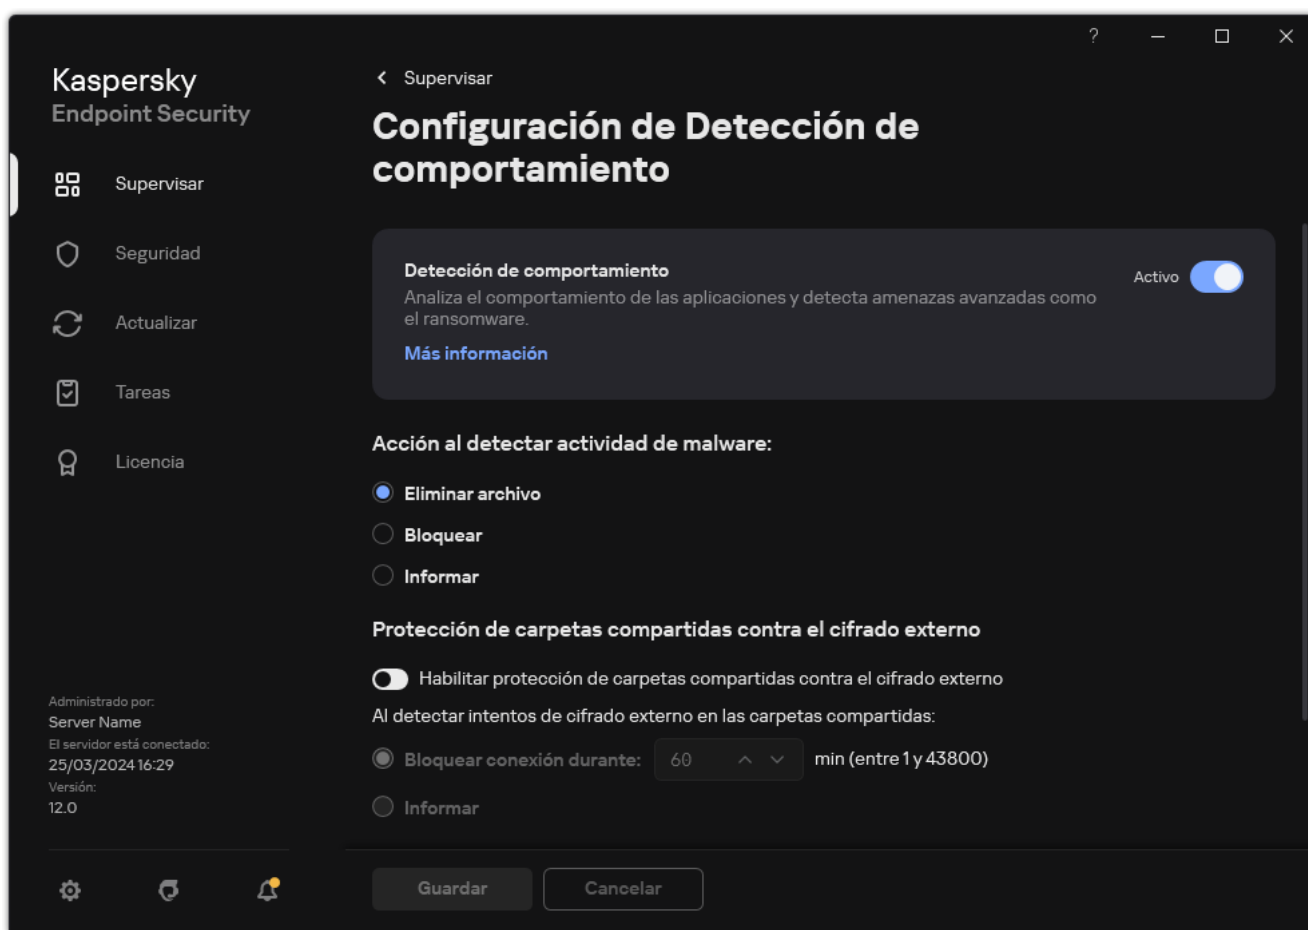 ?
Kaspersky
Endpoint Security
Supervisar
Seguridad
Actualizar
Tareas
Licencia
Administrado por:
Server Name
El servidor está conectado:
25/03/2024 16:29
Versión:
12.0
Supervisar
Configuración de Detección de
comportamiento
Detección de comportamiento
Activo
Analiza el comportamiento de las aplicaciones y detecta amenazas avanzadas como
el ransomware.
Más información
Acción al detectar actividad de malware:
Eliminar archivo
Bloquear
Informar
Protección de carpetas compartidas contra el cifrado externo
Habilitar protección de carpetas compartidas contra el cifrado externo
Al detectar intentos de cifrado externo en las carpetas compartidas:
Bloquear conexión durante: 60 min (entre 1 y 43800)
Informar
Guardar Cancelar